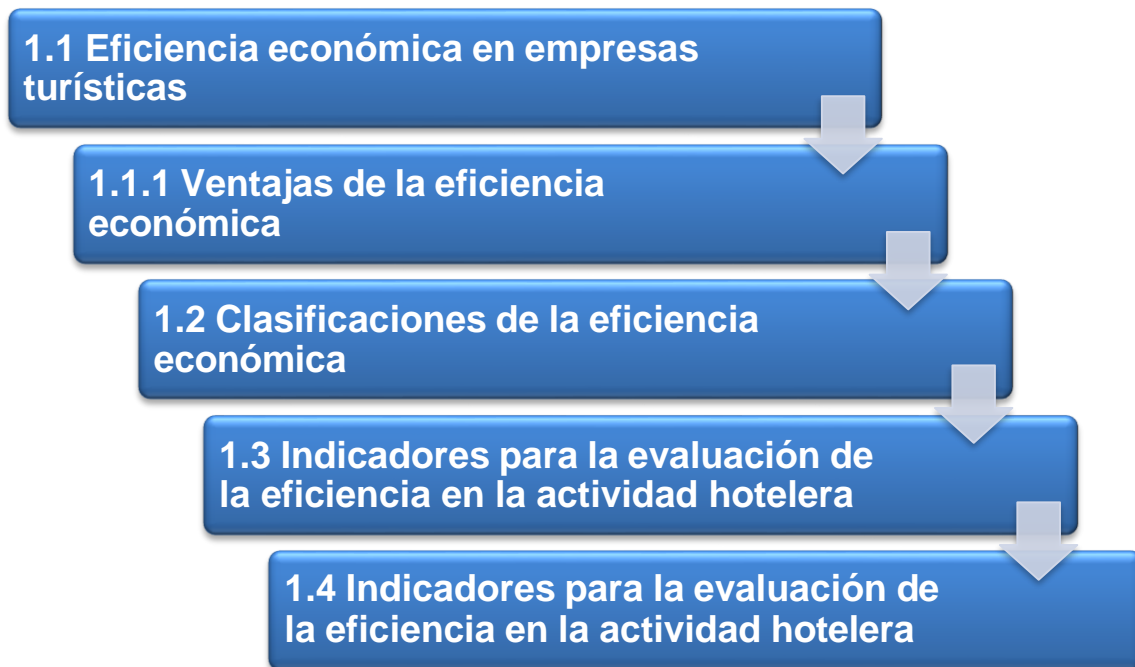 1.1 Eficiencia económica en empresas
turísticas
1.1.1 Ventajas de la eficiencia
económica
1.2 Clasificaciones de la eficiencia
económica
1.3 Indicadores para la evaluación de
la eficiencia en la actividad hotelera
1.4 Indicadores para la evaluación de
la eficiencia en la actividad hotelera